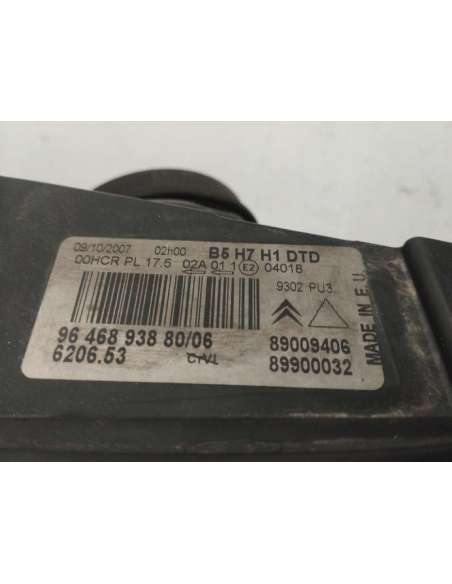 09/10/2007 02h00 B5 H7 H1 DTD
00HCR PL 17.5 02A 01 1 E2 04018
9302 PU3
96 468 938 80/06 89009406
6206.53 CTVL 89900032
MADE IN E.U.